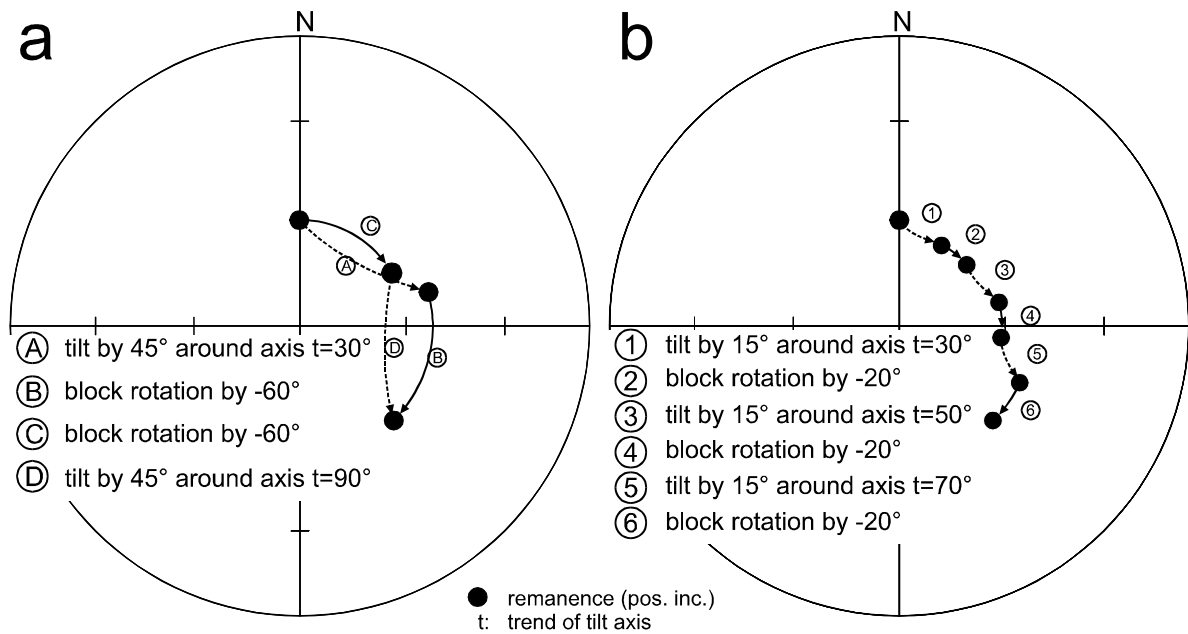 a
N
A
B
C
D
A tilt by 45° around axis t=30°
B block rotation by -60°
C block rotation by -60°
D tilt by 45° around axis t=90°
b
N
1
2
3
4
5
6
1 tilt by 15° around axis t=30°
2 block rotation by -20°
3 tilt by 15° around axis t=50°
4 block rotation by -20°
5 tilt by 15° around axis t=70°
6 block rotation by -20°
remanence (pos. inc.)
t: trend of tilt axis